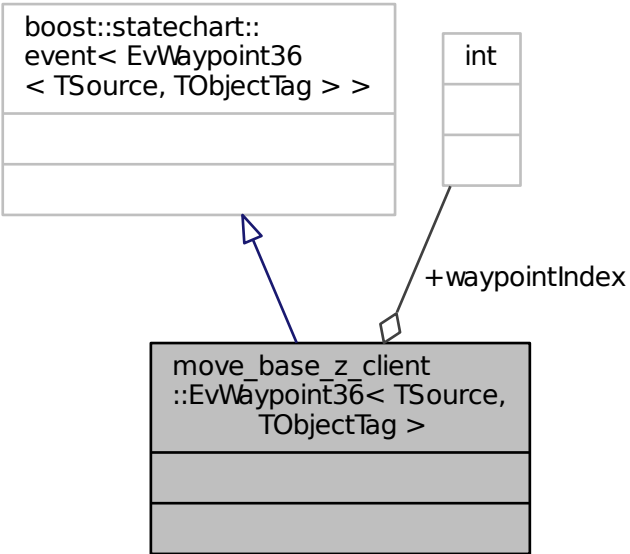 boost::statechart::
event< EvWaypoint36
< TSource, TObjectTag > >
int
+waypointIndex
move_base_z_client
::EvWaypoint36< TSource,
TObjectTag >